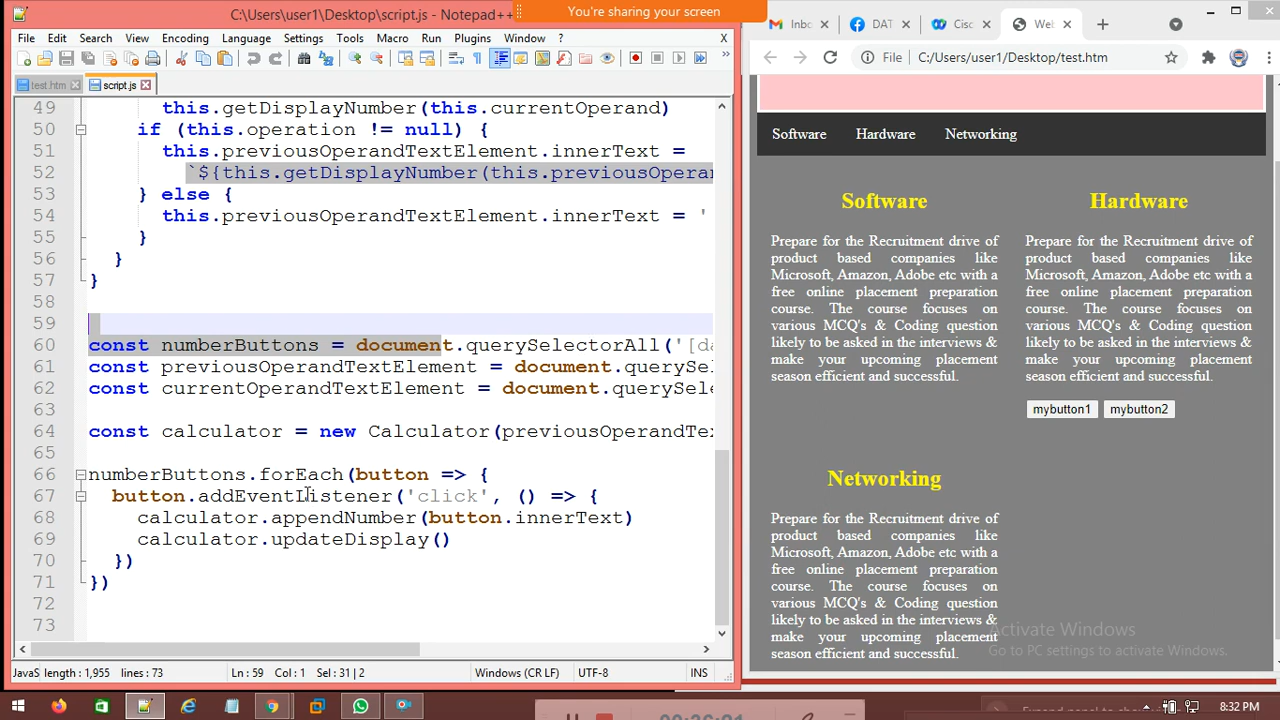 C:\Users\user1\Desktop\script.js - Notepad++
You're sharing your screen
File Edit Search View Encoding Language Settings Tools Macro Run Plugins Window ? X
test.htm script.js
49 this.getDisplayNumber(this.currentOperand)
50 if (this.operation != null) {
51 this.previousOperandTextElement.innerText =
52 `${this.getDisplayNumber(this.previousOperan
53 } else {
54 this.previousOperandTextElement.innerText = '
55 }
56 }
57 }
58
59
60 const numberButtons = document.querySelectorAll('[da
61 const previousOperandTextElement = document.querySel
62 const currentOperandTextElement = document.querySele
63
64 const calculator = new Calculator(previousOperandTex
65
66 numberButtons.forEach(button => {
67 button.addEventListener('click', () => {
68 calculator.appendNumber(button.innerText)
69 calculator.updateDisplay()
70 })
71 })
72
73
JavaS length : 1,955 lines : 73 Ln : 59 Col : 1 Sel : 31 | 2 Windows (CR LF) UTF-8 INS
Inb DAT Cisc Wel
File C:/Users/user1/Desktop/test.htm
Software Hardware Networking
Software
Prepare for the Recruitment drive of
product based companies like
Microsoft, Amazon, Adobe etc with a
free online placement preparation
course. The course focuses on
various MCQ's & Coding question
likely to be asked in the interviews &
make your upcoming placement
season efficient and successful.
Hardware
Prepare for the Recruitment drive of
product based companies like
Microsoft, Amazon, Adobe etc with a
free online placement preparation
course. The course focuses on
various MCQ's & Coding question
likely to be asked in the interviews &
make your upcoming placement
season efficient and successful.
mybutton1 mybutton2
Networking
Prepare for the Recruitment drive of
product based companies like
Microsoft, Amazon, Adobe etc with a
free online placement preparation
course. The course focuses on
various MCQ's & Coding question
likely to be asked in the interviews &
make your upcoming placement
season efficient and successful.
Activate Windows
Go to PC settings to activate Windows.
8:32 PM